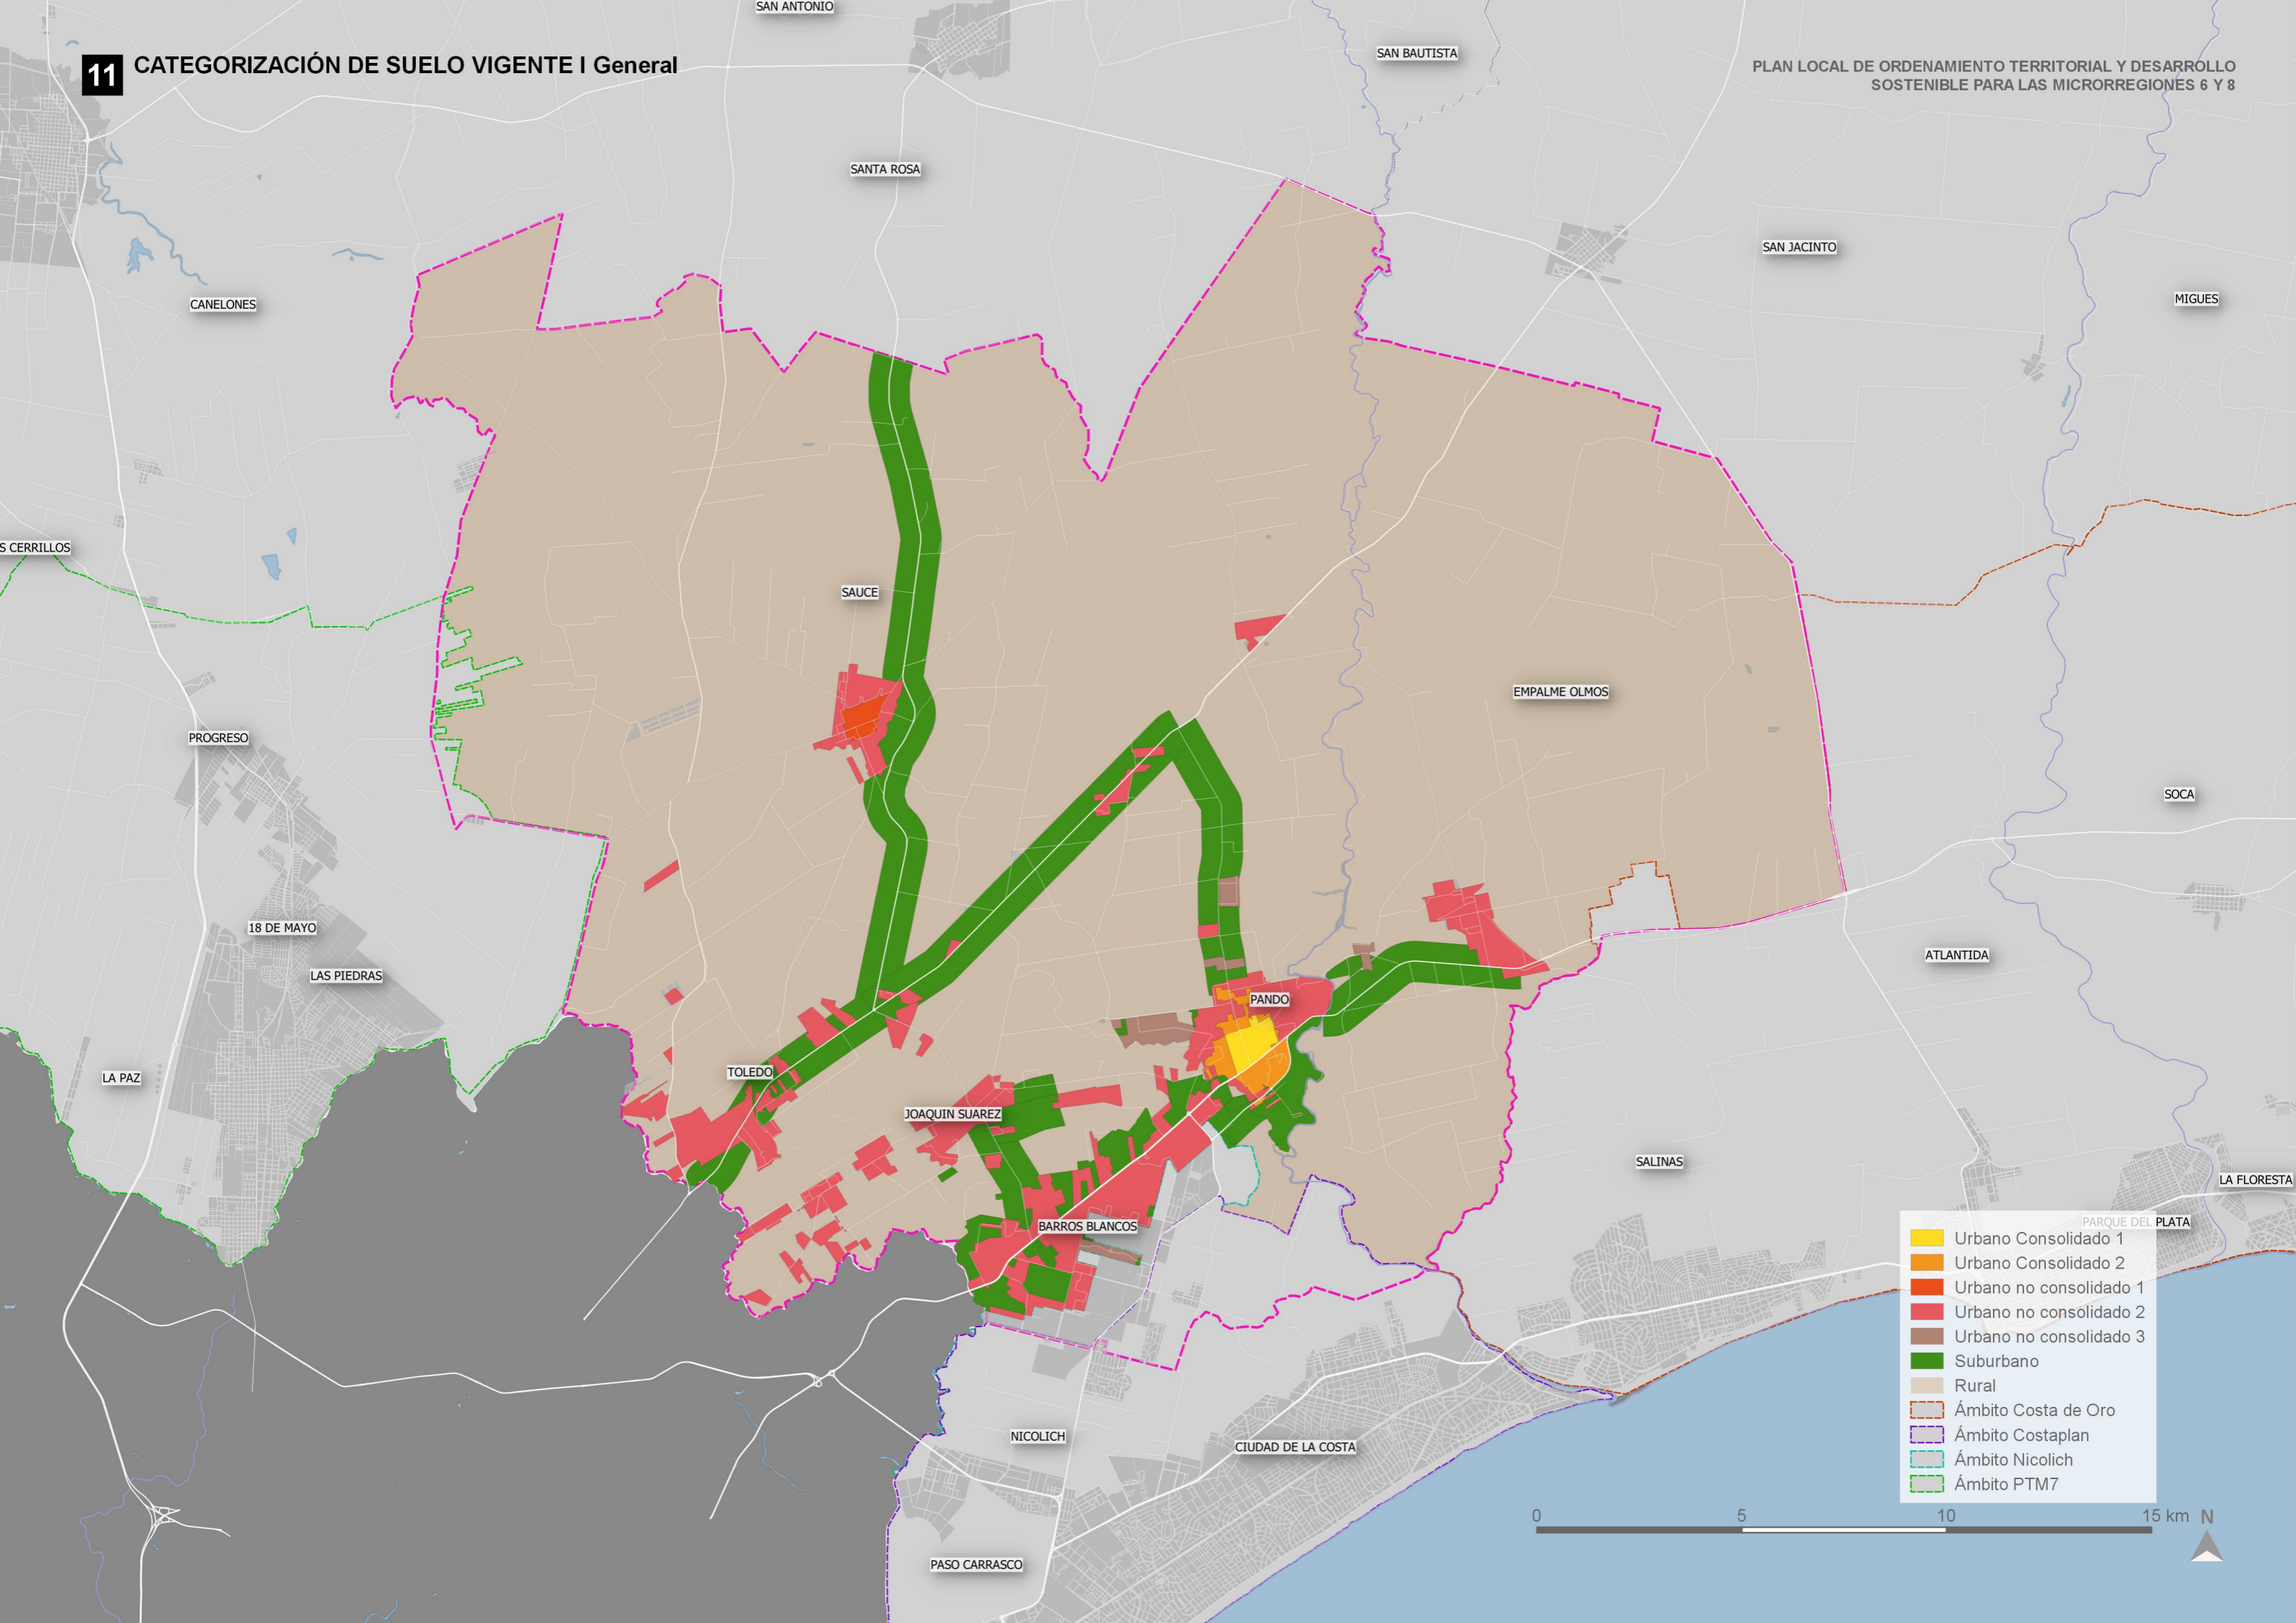 SAN ANTONIO
11 CATEGORIZACIÓN DE SUELO VIGENTE I General
SAN BAUTISTA
PLAN LOCAL DE ORDENAMIENTO TERRITORIAL Y DESARROLLO
SOSTENIBLE PARA LAS MICRORREGIONES 6 Y 8
SANTA ROSA
SAN JACINTO
MIGUES
CANELONES
S CERRILLOS
SAUCE
EMPALME OLMOS
PROGRESO
SOCA
18 DE MAYO
LAS PIEDRAS
ATLANTIDA
PANDO
LA PAZ
TOLEDO
JOAQUIN SUAREZ
SALINAS
LA FLORESTA
BARROS BLANCOS
PARQUE DEL PLATA
NICOLICH
CIUDAD DE LA COSTA
PASO CARRASCO
Urbano Consolidado 1
Urbano Consolidado 2
Urbano no consolidado 1
Urbano no consolidado 2
Urbano no consolidado 3
Suburbano
Rural
Ámbito Costa de Oro
Ámbito Costaplan
Ámbito Nicolich
Ámbito PTM7
0 5 10 15 km N